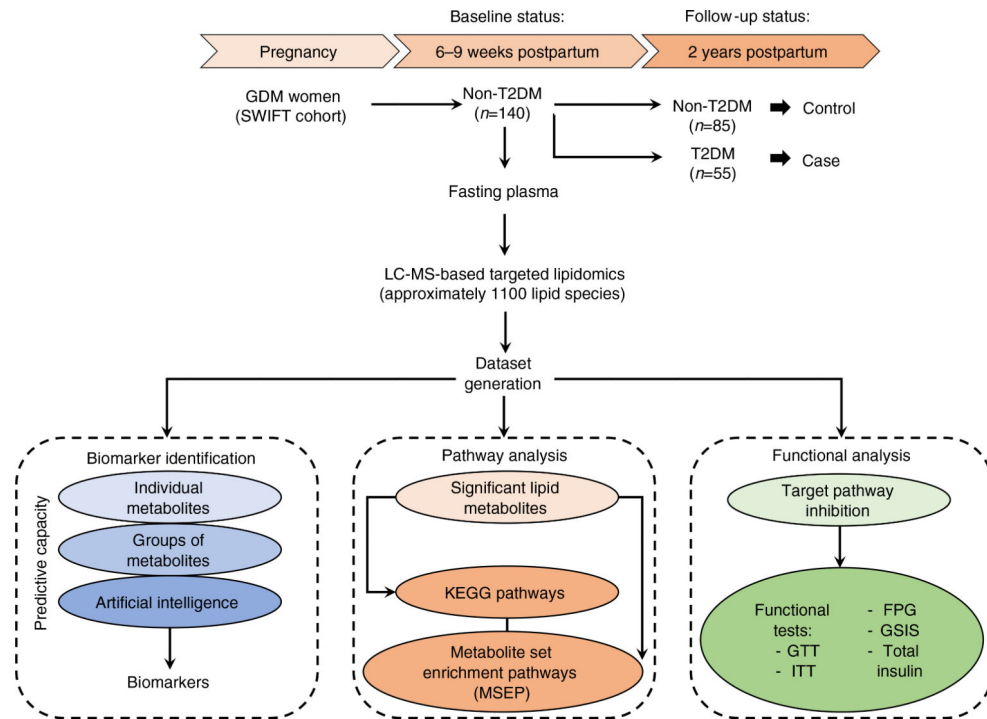 Baseline status:
Follow-up status:
Pregnancy
6–9 weeks postpartum
2 years postpartum
GDM women
(SWIFT cohort)
Non-T2DM
(n=140)
Non-T2DM
(n=85)
Control
T2DM
(n=55)
Case
Fasting plasma
LC-MS-based targeted lipidomics
(approximately 1100 lipid species)
Dataset
generation
Predictive capacity
Biomarker identification
Individual
metabolites
Groups of
metabolites
Artificial intelligence
Biomarkers
Pathway analysis
Significant lipid
metabolites
KEGG pathways
Metabolite set
enrichment pathways
(MSEP)
Functional analysis
Target pathway
inhibition
Functional
tests:
- GTT
- ITT
- FPG
- GSIS
- Total
insulin